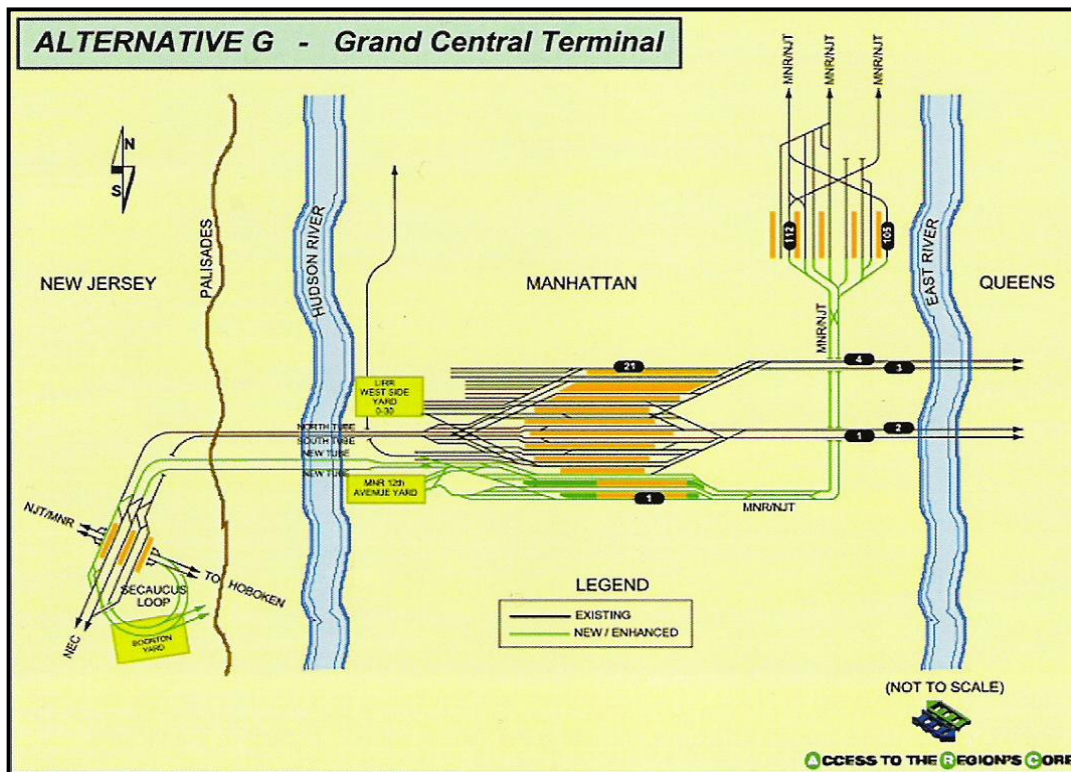 ALTERNATIVE G - Grand Central Terminal
MNR/NJT
MNR/NJT
MNR/NJT
N
S
PALISADES
HUDSON RIVER
112
105
EAST RIVER
NEW JERSEY
MANHATTAN
QUEENS
MNR/NJT
21
4
3
LIRR
WEST SIDE
YARD
0-30
NORTH TUBE
SOUTH TUBE
NEW TUBE
NEW TUBE
2
1
MNR 12th
AVENUE YARD
1
MNR/NJT
NJT/MNR
TO HOBOKEN
SECAUCUS
LOOP
BOONTON
YARD
NEC
LEGEND
EXISTING
NEW / ENHANCED
(NOT TO SCALE)
ACCESS TO THE REGION'S CORE